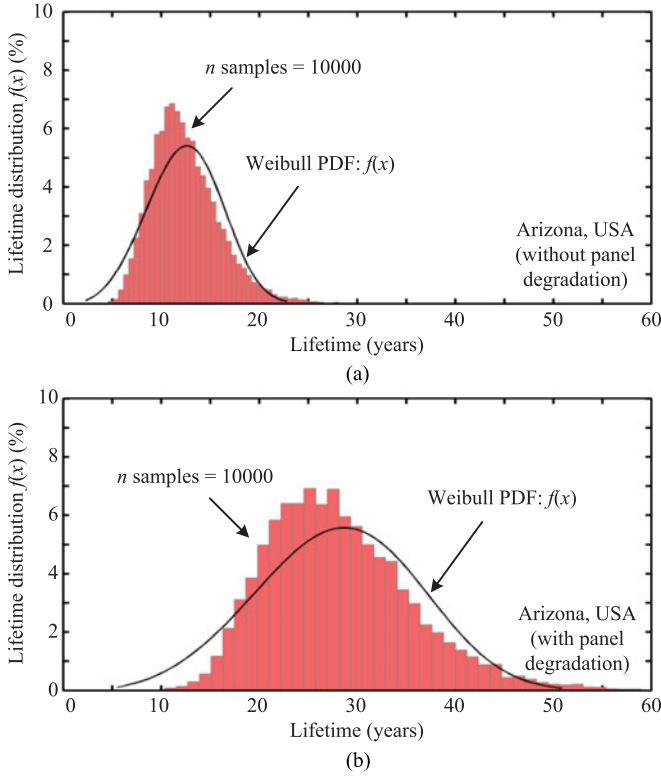 10
8
6
4
2
0
Lifetime distribution f(x) (%)
n samples = 10000
Weibull PDF: f(x)
Arizona, USA
(without panel
degradation)
0 10 20 30 40 50 60
Lifetime (years)
(a)
10
8
6
4
2
0
Lifetime distribution f(x) (%)
n samples = 10000
Weibull PDF: f(x)
Arizona, USA
(with panel
degradation)
0 10 20 30 40 50 60
Lifetime (years)
(b)